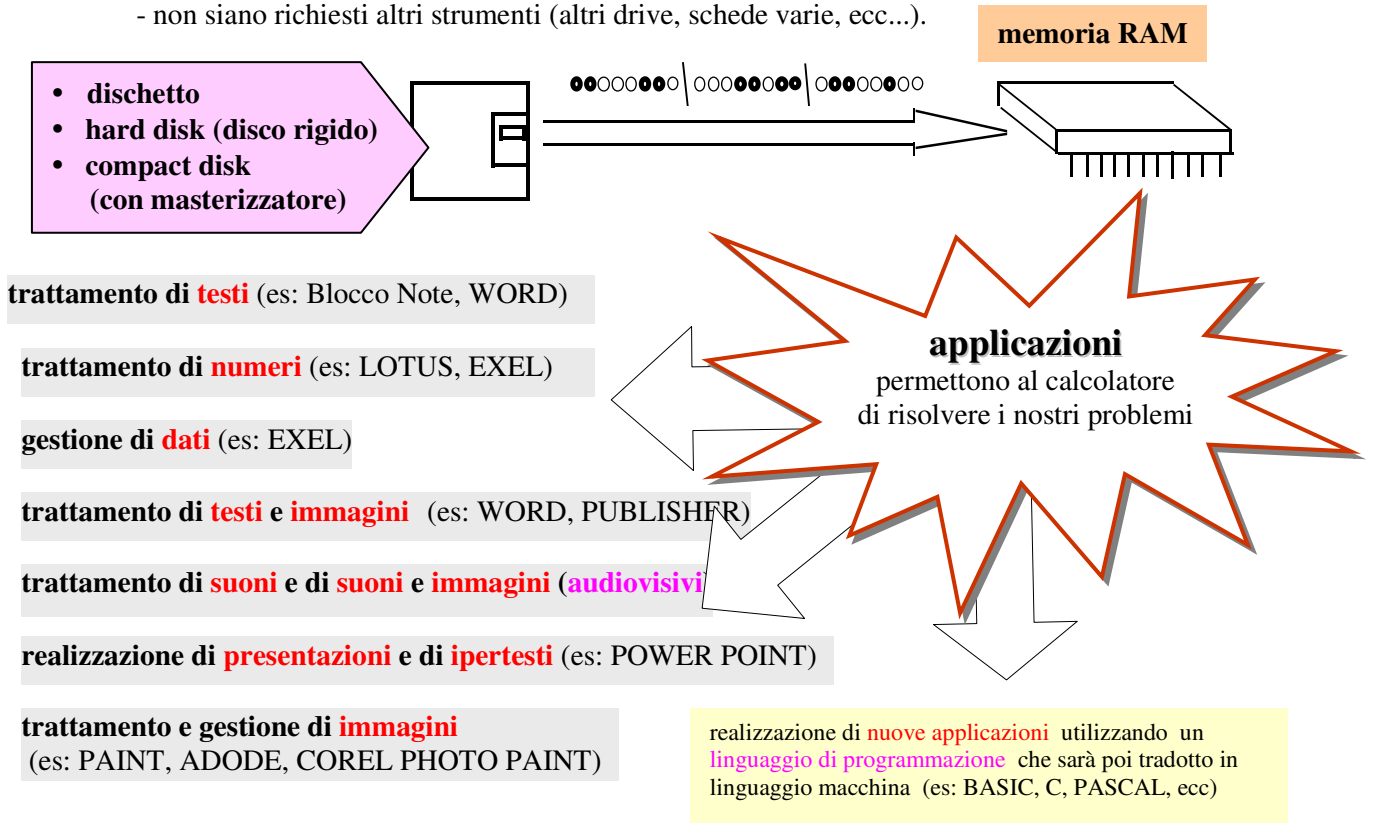 - non siano richiesti altri strumenti (altri drive, schede varie, ecc...).
memoria RAM
• dischetto
• hard disk (disco rigido)
• compact disk
(con masterizzatore)
trattamento di testi (es: Blocco Note, WORD)
trattamento di numeri (es: LOTUS, EXEL)
gestione di dati (es: EXEL)
trattamento di testi e immagini (es: WORD, PUBLISHER)
trattamento di suoni e di suoni e immagini (audiovisivi)
realizzazione di presentazioni e di ipertesti (es: POWER POINT)
trattamento e gestione di immagini
(es: PAINT, ADODE, COREL PHOTO PAINT)
applicazioni
permettono al calcolatore
di risolvere i nostri problemi
realizzazione di nuove applicazioni utilizzando un
linguaggio di programmazione che sarà poi tradotto in
linguaggio macchina (es: BASIC, C, PASCAL, ecc)